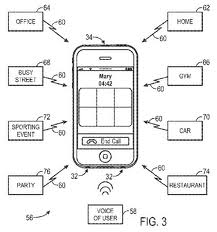 64
OFFICE
60
34
62
HOME
60
68
BUSY
STREET
60
Mary
04:42
66
GYM
60
72
SPORTING
EVENT
60
70
CAR
60
End Call
76
PARTY
60
32
32
74
RESTAURANT
60
56
VOICE
OF USER
58
FIG. 3